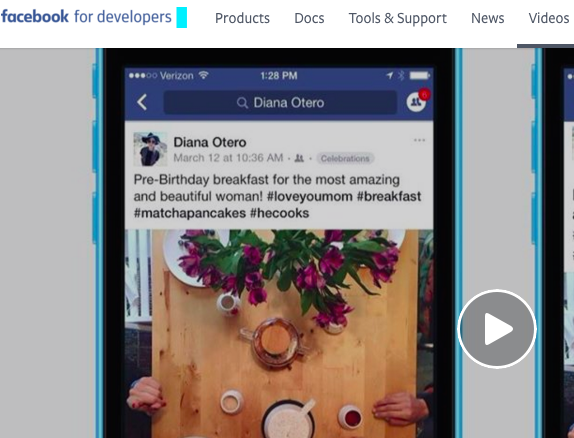 facebook for developers Products Docs Tools & Support News Videos
Verizon 1:28 PM
Diana Otero
6
Diana Otero
March 12 at 10:36 AM · · Celebrations
Pre-Birthday breakfast for the most amazing
and beautiful woman! #loveyoumom #breakfast
#matchapancakes #hecooks